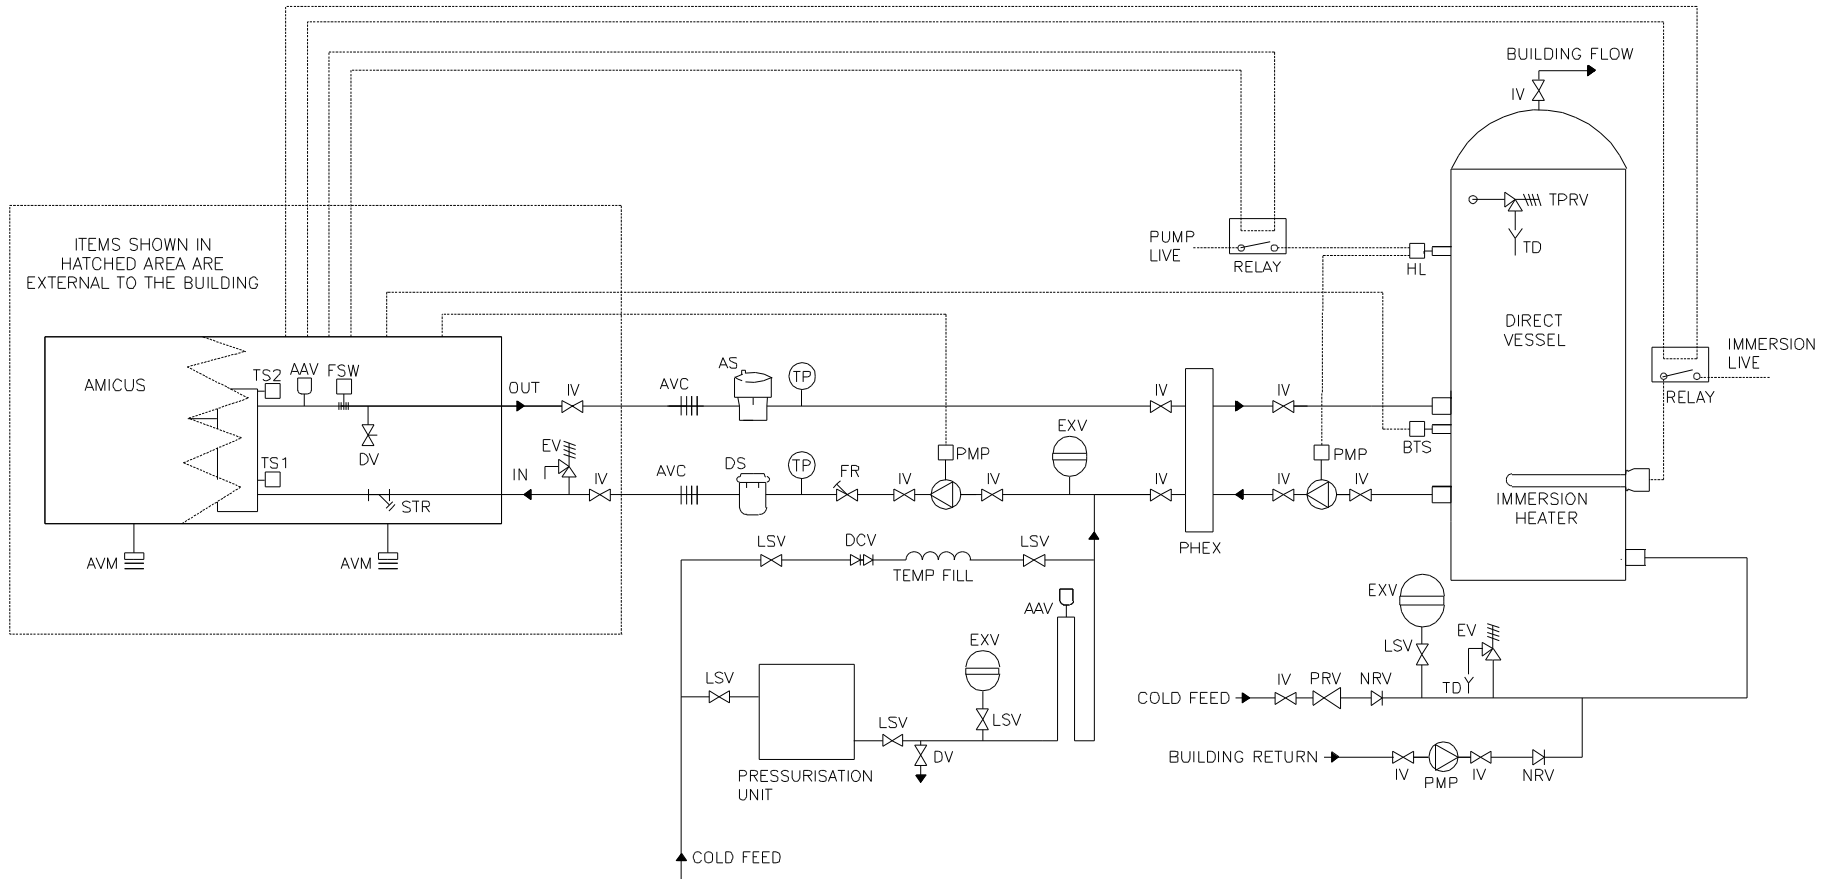 BUILDING FLOW
IV
TPRV
TD
ITEMS SHOWN IN
HATCHED AREA ARE
EXTERNAL TO THE BUILDING
PUMP
LIVE
RELAY
HL
DIRECT
VESSEL
IMMERSION
LIVE
RELAY
AMICUS
TS2
AAV
FSW
OUT
IV
AVC
AS
TP
IV
IV
BTS
DV
EV
TS1
IN
IV
AVC
DS
TP
FR
IV
PMP
IV
EXV
IV
IV
PMP
IV
IMMERSION
HEATER
STR
PHEX
AVM
AVM
LSV
DCV
TEMP FILL
LSV
AAV
EXV
LSV
EV
TD
LSV
EXV
LSV
LSV
DV
PRESSURISATION
UNIT
COLD FEED
IV
PRV
NRV
BUILDING RETURN
IV
PMP
IV
NRV
COLD FEED